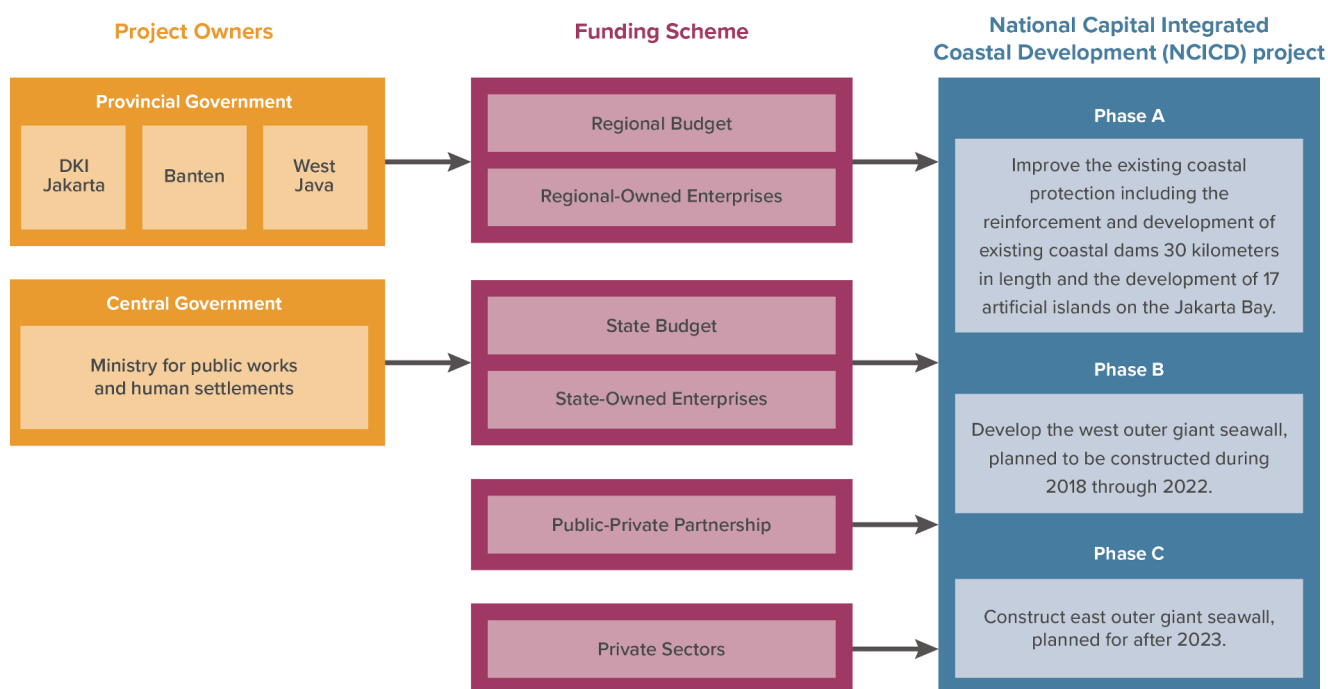 Project Owners
Provincial Government
DKI
Jakarta
Banten
West
Java
Central Government
Ministry for public works
and human settlements
Funding Scheme
Regional Budget
Regional-Owned Enterprises
State Budget
State-Owned Enterprises
Public-Private Partnership
Private Sectors
National Capital Integrated
Coastal Development (NCICD) project
Phase A
Improve the existing coastal
protection including the
reinforcement and development of
existing coastal dams 30 kilometers
in length and the development of 17
artificial islands on the Jakarta Bay.
Phase B
Develop the west outer giant seawall,
planned to be constructed during
2018 through 2022.
Phase C
Construct east outer giant seawall,
planned for after 2023.